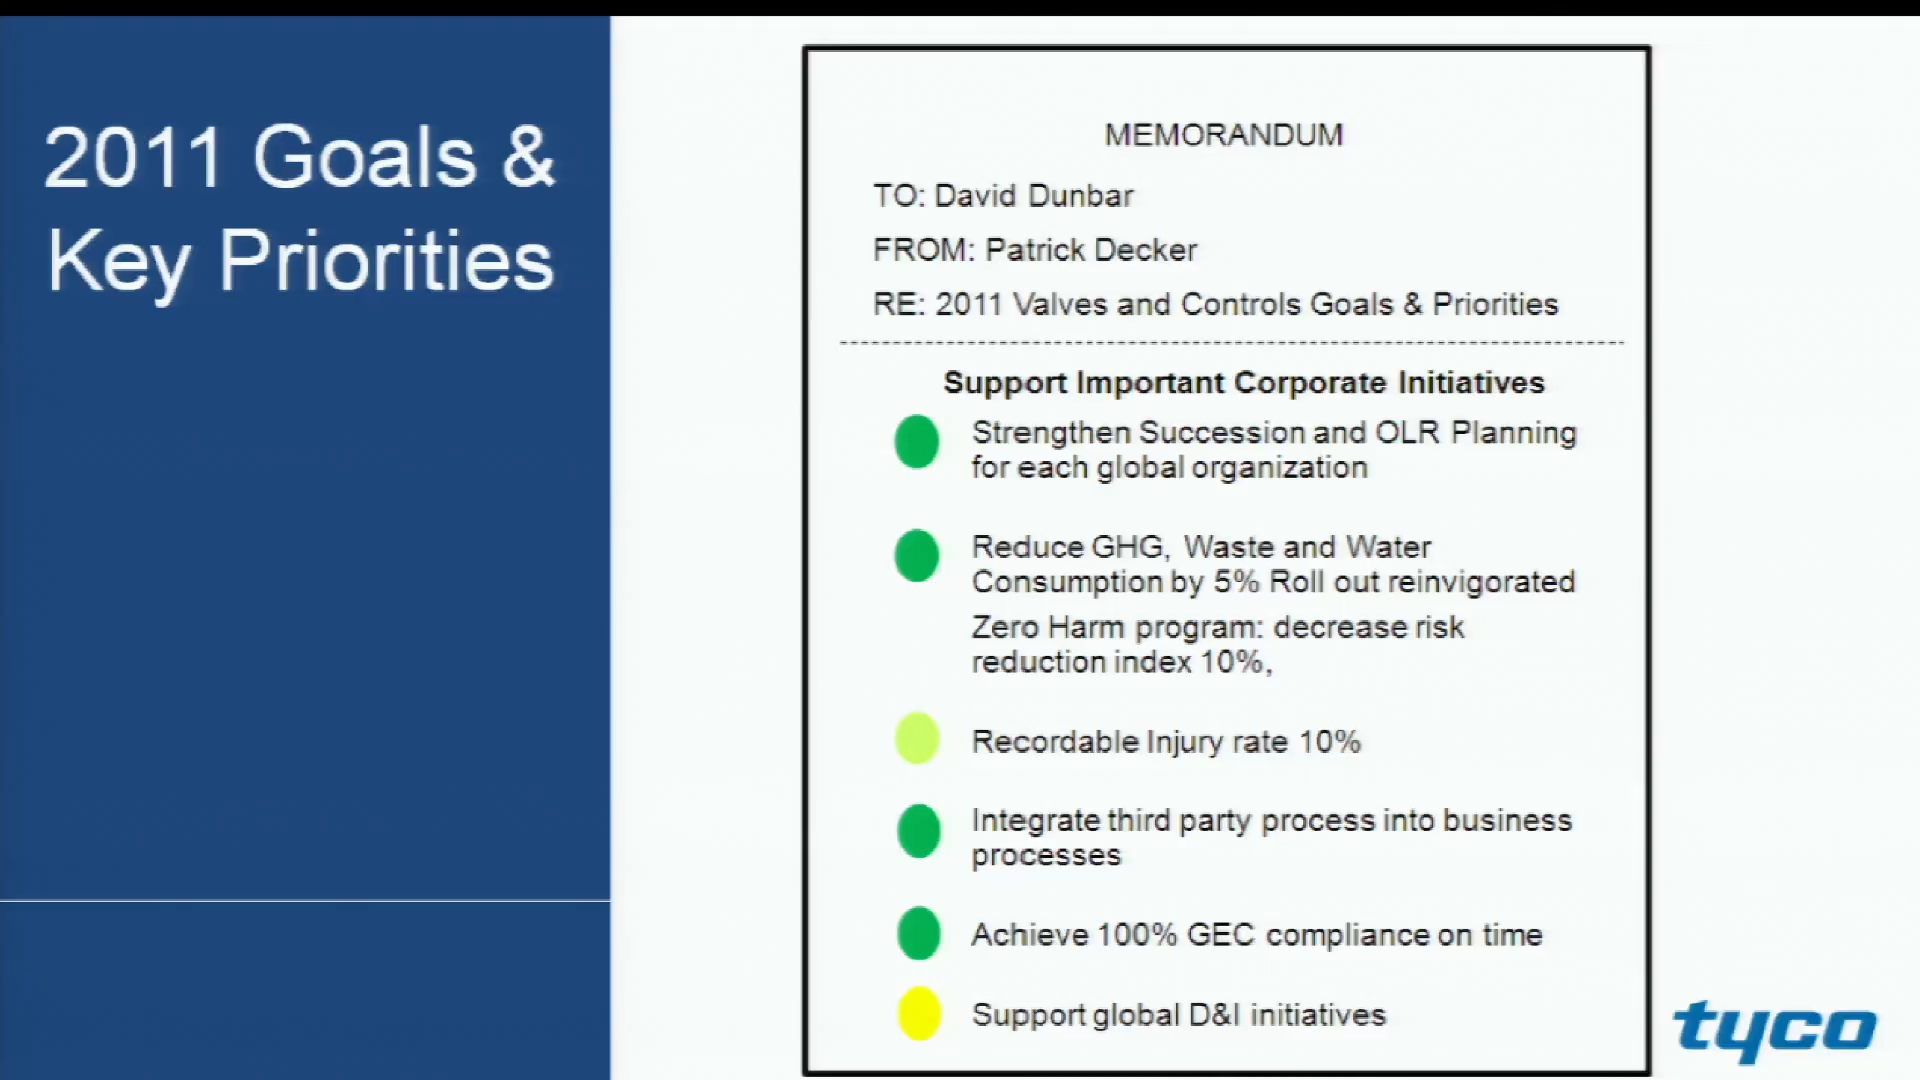 2011 Goals &
Key Priorities
MEMORANDUM
TO: David Dunbar
FROM: Patrick Decker
RE: 2011 Valves and Controls Goals & Priorities
Support Important Corporate Initiatives
Strengthen Succession and OLR Planning
for each global organization
Reduce GHG, Waste and Water
Consumption by 5% Roll out reinvigorated
Zero Harm program: decrease risk
reduction index 10%,
Recordable Injury rate 10%
Integrate third party process into business
processes
Achieve 100% GEC compliance on time
Support global D&I initiatives
tyco